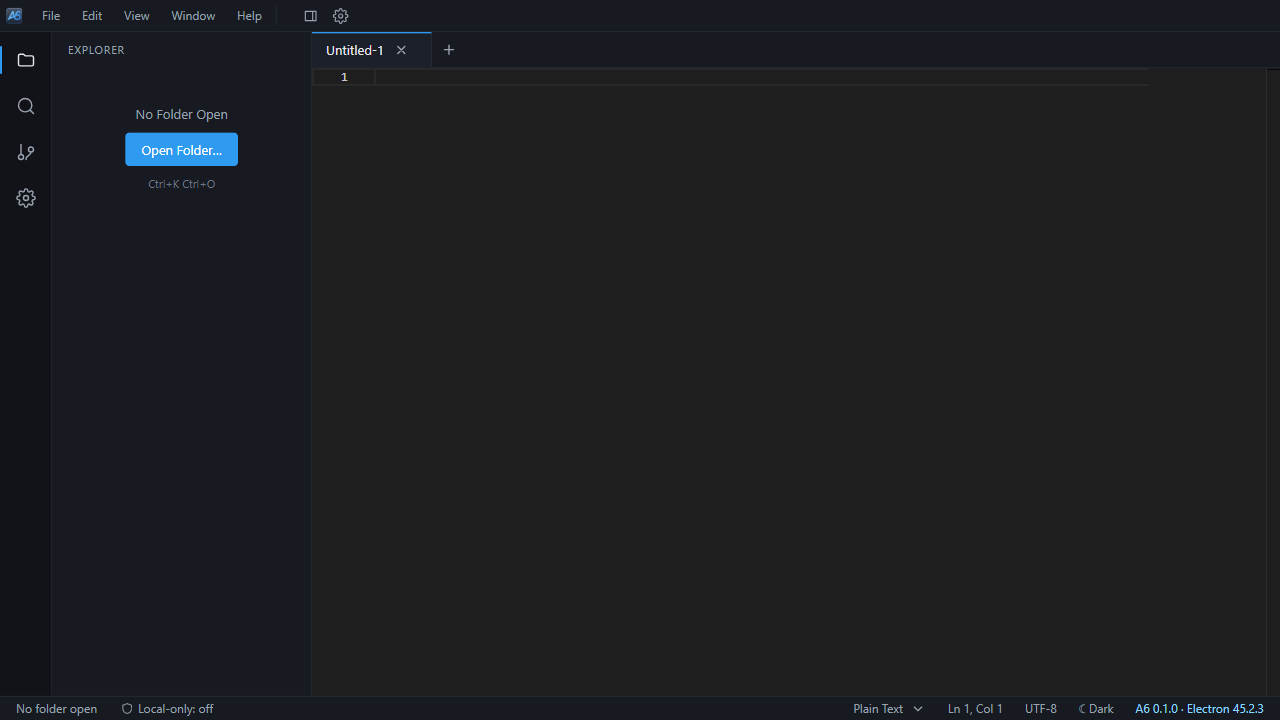 A6 File Edit View Window Help
EXPLORER
Untitled-1
1
No Folder Open
Open Folder...
Ctrl+K Ctrl+O
No folder open Local-only: off Plain Text Ln 1, Col 1 UTF-8 Dark A6 0.1.0 · Electron 45.2.3